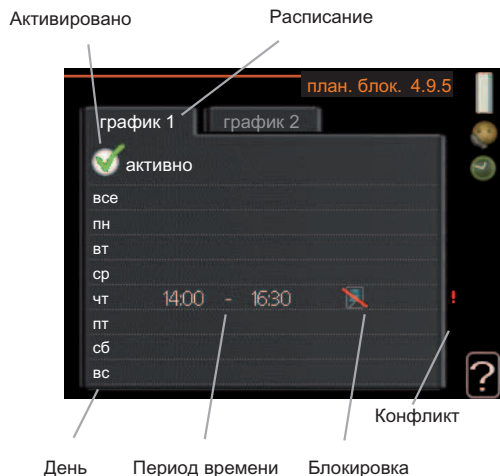 Активировано
Расписание
план. блок. 4.9.5
график 1 график 2
активно
все
пн
вт
ср
чт 14:00 - 16:30 !
пт
сб
вс
?
Конфликт
День Период времени Блокировка